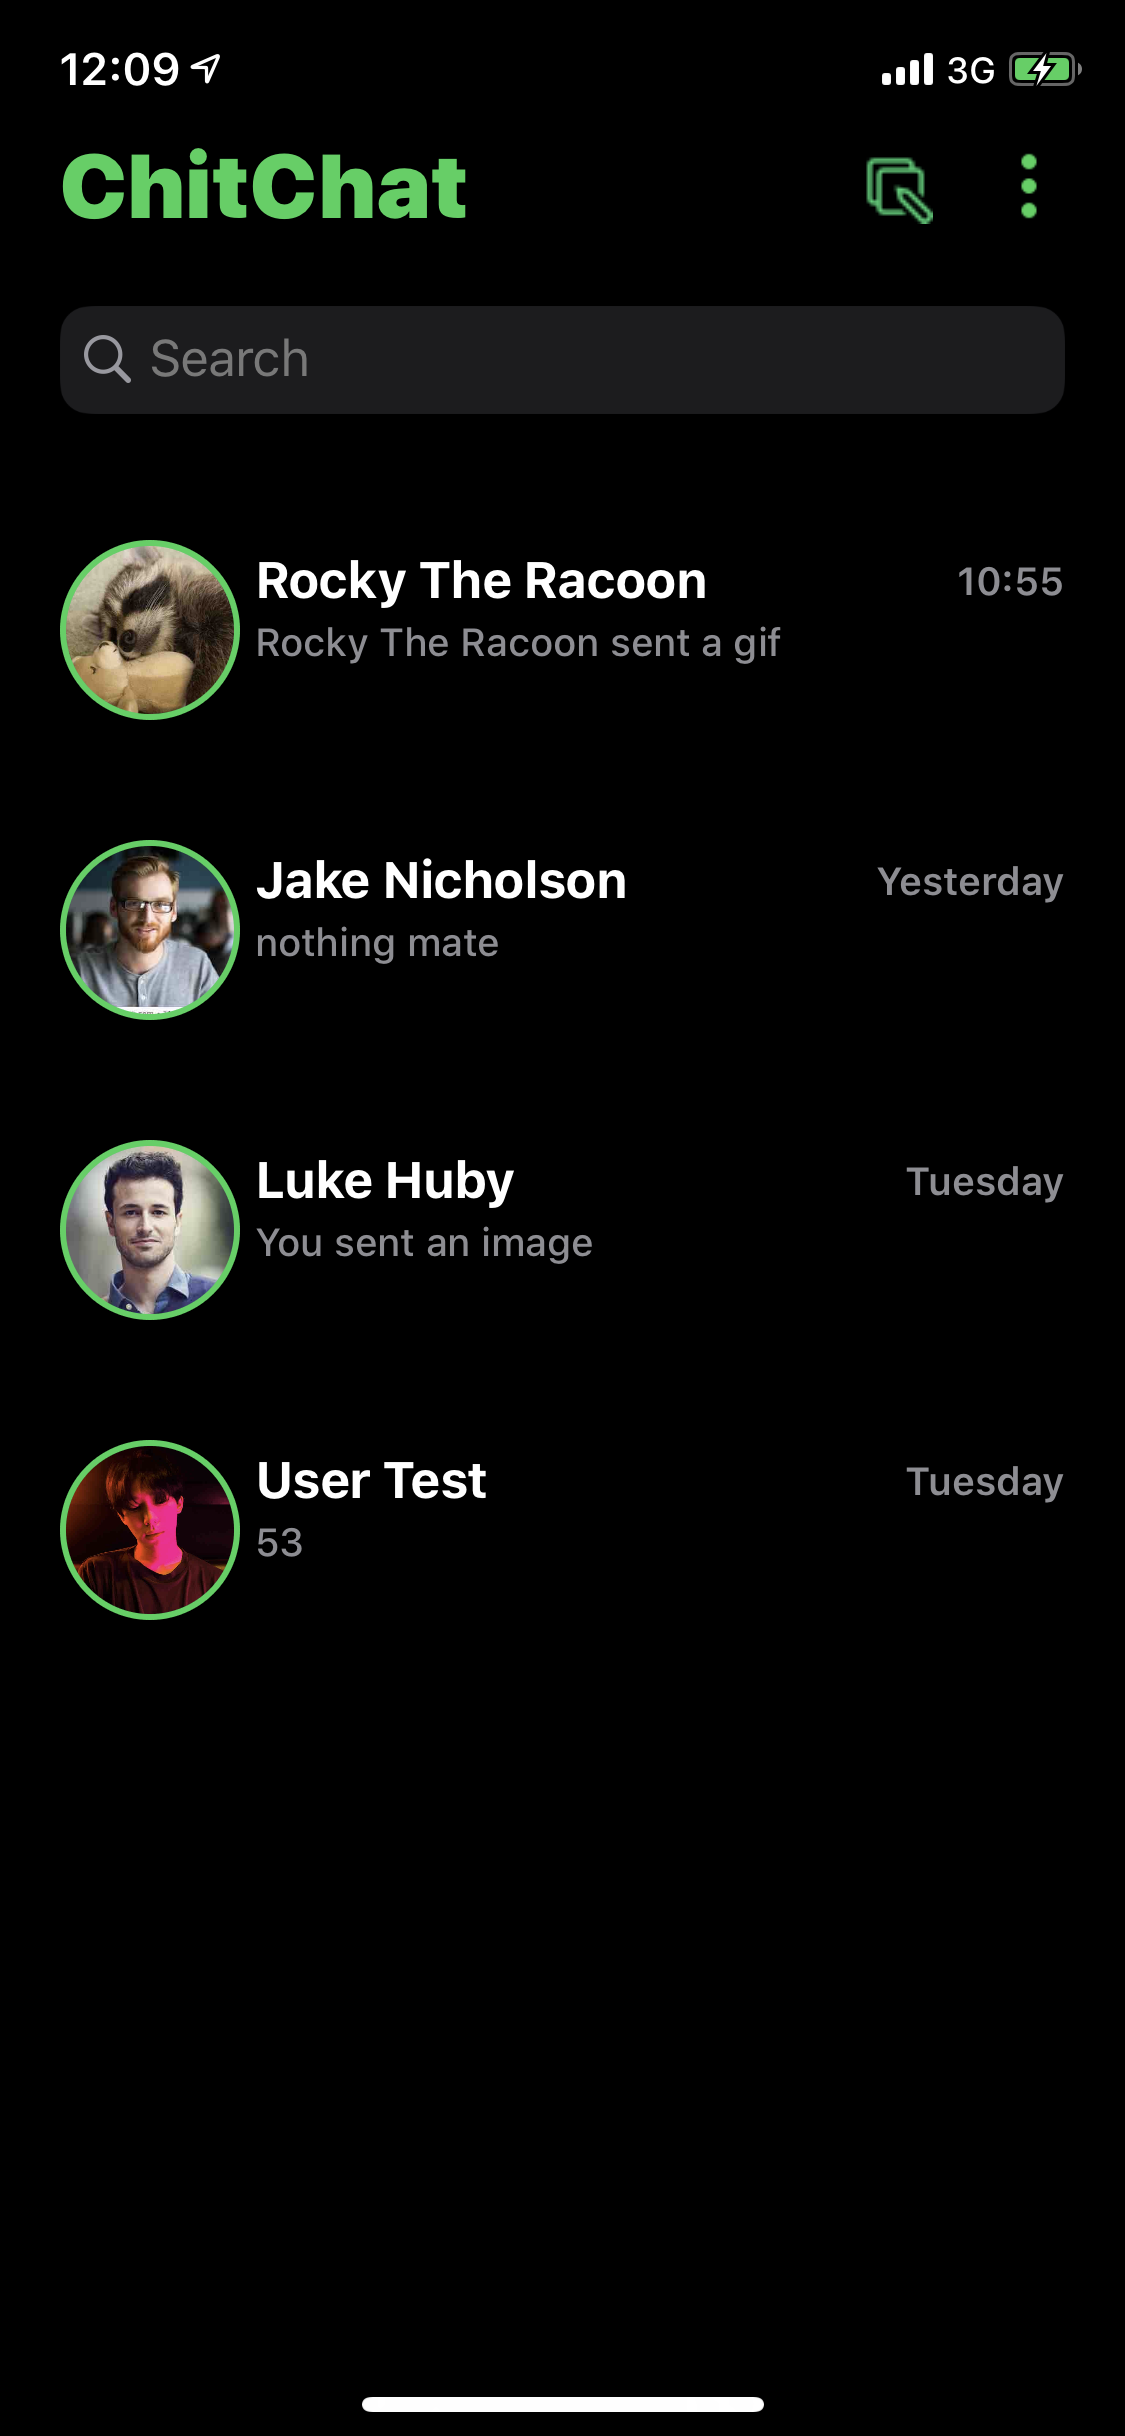 12:09
3G
ChitChat
Search
Rocky The Racoon
10:55
Rocky The Racoon sent a gif
Jake Nicholson
Yesterday
nothing mate
Luke Huby
Tuesday
You sent an image
User Test
Tuesday
53